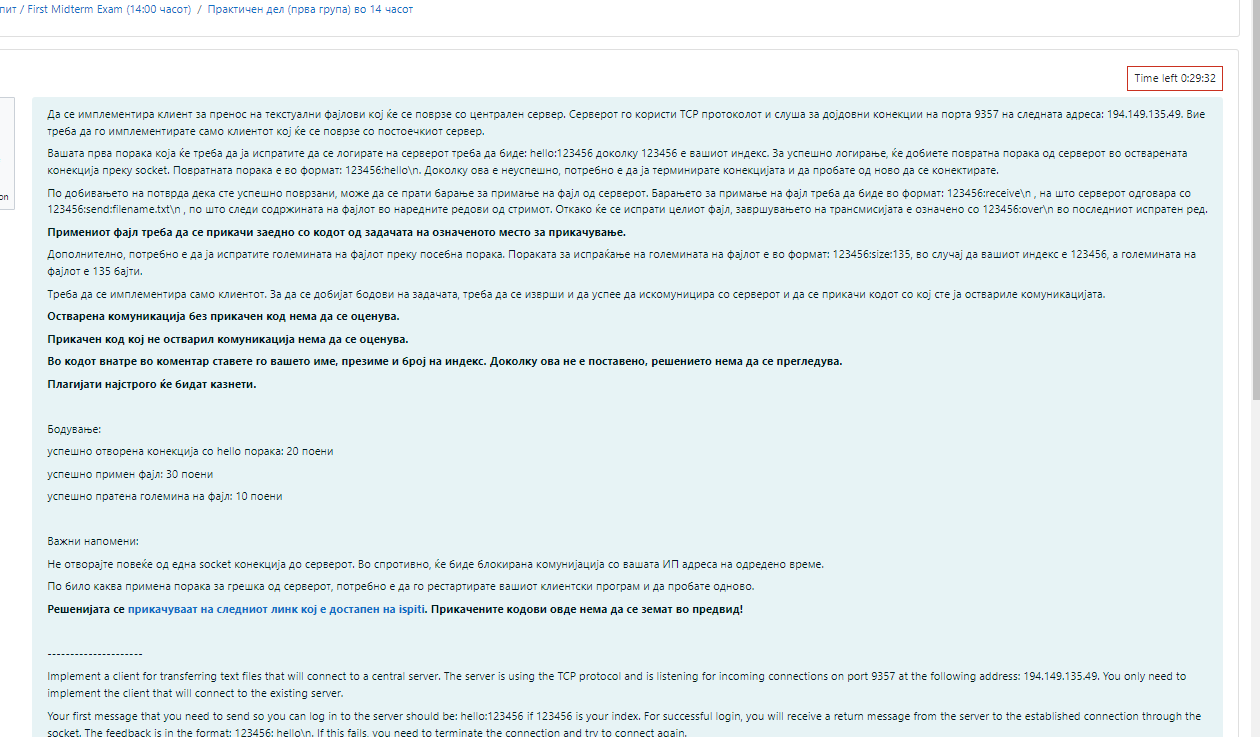 пит / First Midterm Exam (14:00 часот) / Практичен дел (прва група) во 14 часот
Time left 0:29:32
on
Да се имплементира клиент за пренос на текстуални фајлови кој ќе се поврзе со централен сервер. Серверот го користи TCP протоколот и слуша за дојдовни конекции на порта 9357 на следната адреса: 194.149.135.49. Вие
треба да го имплементирате само клиентот кој ќе се поврзе со постоечкиот сервер.
Вашата прва порака која ќе треба да ја испратите да се логирате на серверот треба да биде: hello:123456 доколку 123456 е вашиот индекс. За успешно логирање, ќе добиете повратна порака од серверот во остварената
конекција преку socket. Повратната порака е во формат: 123456:hello\n. Доколку ова е неуспешно, потребно е да ја терминирате конекцијата и да пробате од ново да се конектирате.
По добивањето на потврда дека сте успешно поврзани, може да се прати барање за примање на фајл од серверот. Барањето за примање на фајл треба да биде во формат: 123456:receive\n , на што серверот одговара со
123456:send:filename.txt\n , по што следи содржината на фајлот во наредните редови од стримот. Откако ќе се испрати целиот фајл, завршувањето на трансмисијата е означено со 123456:over\n во последниот испратен ред.
Примениот фајл треба да се прикачи заедно со кодот од задачата на означеното место за прикачување.
Дополнително, потребно е да ја испратите големината на фајлот преку посебна порака. Пораката за испраќање на големината на фајлот е во формат: 123456:size:135, во случај да вашиот индекс е 123456, а големината на
фајлот е 135 бајти.
Треба да се имплементира само клиентот. За да се добијат бодови на задачата, треба да се изврши и да успее да искомуницира со серверот и да се прикачи кодот со кој сте ја оствариле комуникацијата.
Остварена комуникација без прикачен код нема да се оценува.
Прикачен код кој не остварил комуникација нема да се оценува.
Во кодот внатре во коментар ставете го вашето име, презиме и број на индекс. Доколку ова не е поставено, решението нема да се прегледува.
Плагијати најстрого ќе бидат казнети.
Бодување:
успешно отворена конекција со hello порака: 20 поени
успешно примен фајл: 30 поени
успешно пратена големина на фајл: 10 поени
Важни напомени:
Не отворајте повеќе од една socket конекција до серверот. Во спротивно, ќе биде блокирана комунијација со вашата ИП адреса на одредено време.
По било каква примена порака за грешка од серверот, потребно е да го рестартирате вашиот клиентски програм и да пробате одново.
Решенијата се прикачуваат на следниот линк кој е достапен на ispiti. Прикачените кодови овде нема да се земат во предвид!
---------------------
Implement a client for transferring text files that will connect to a central server. The server is using the TCP protocol and is listening for incoming connections on port 9357 at the following address: 194.149.135.49. You only need to
implement the client that will connect to the existing server.
Your first message that you need to send so you can log in to the server should be: hello:123456 if 123456 is your index. For successful login, you will receive a return message from the server to the established connection through the
socket. The feedback is in the format: 123456: hello\n. If this fails, you need to terminate the connection and try to connect again.